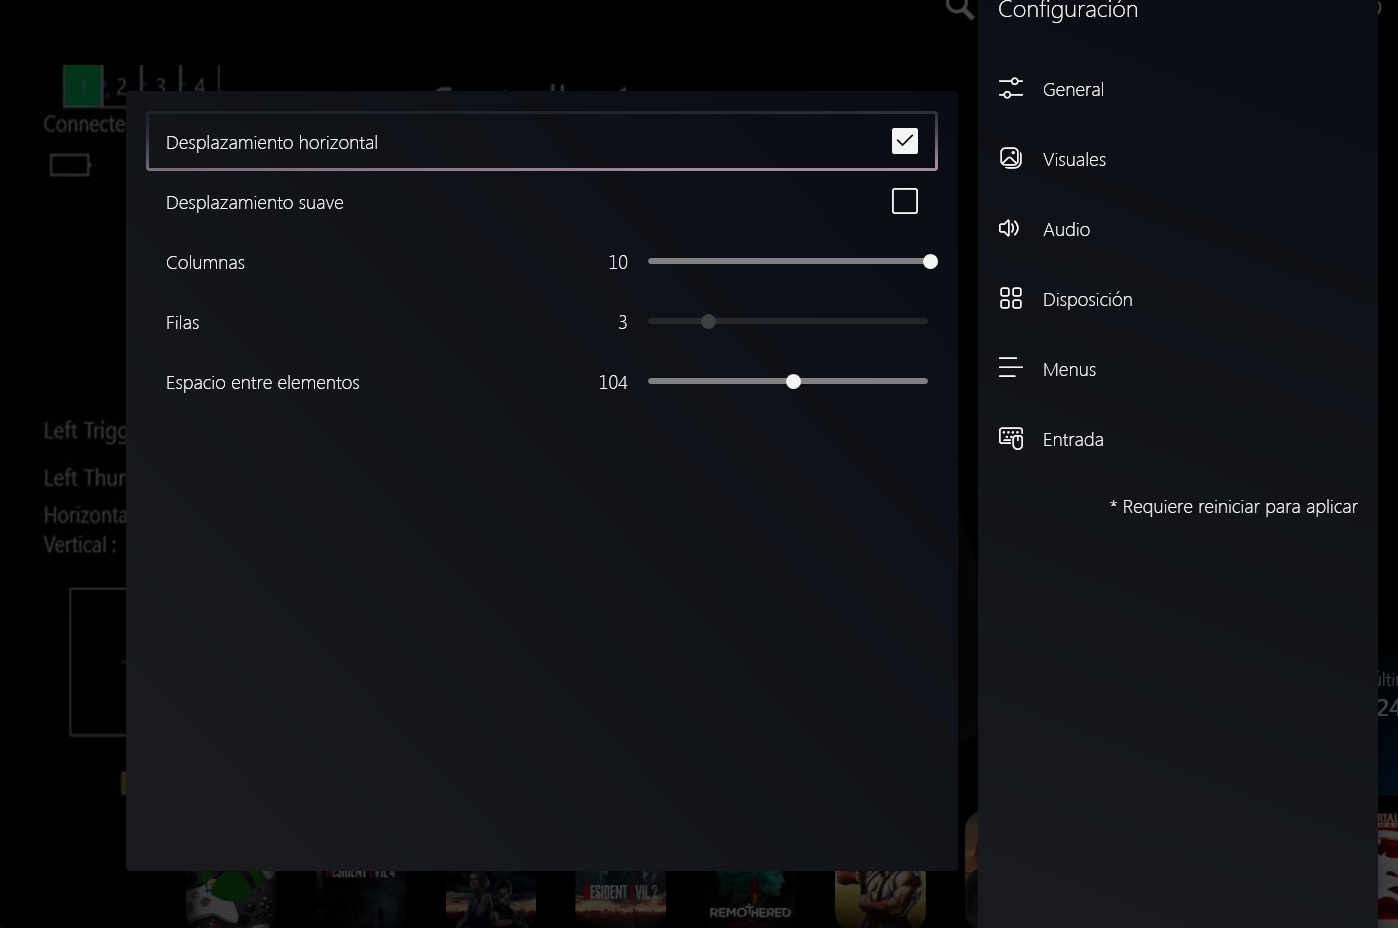 Configuración
1 2 3 4
Connecte
Desplazamiento horizontal
Desplazamiento suave
Columnas 10
Filas 3
Espacio entre elementos 104
General
Visuales
Audio
Disposición
Menus
Entrada
* Requiere reiniciar para aplicar
Left Trigg
Left Thum
Horizonta
Vertical :
24
RESIDENT EVIL 4
RESIDENT EVIL 2
REMOTHERED